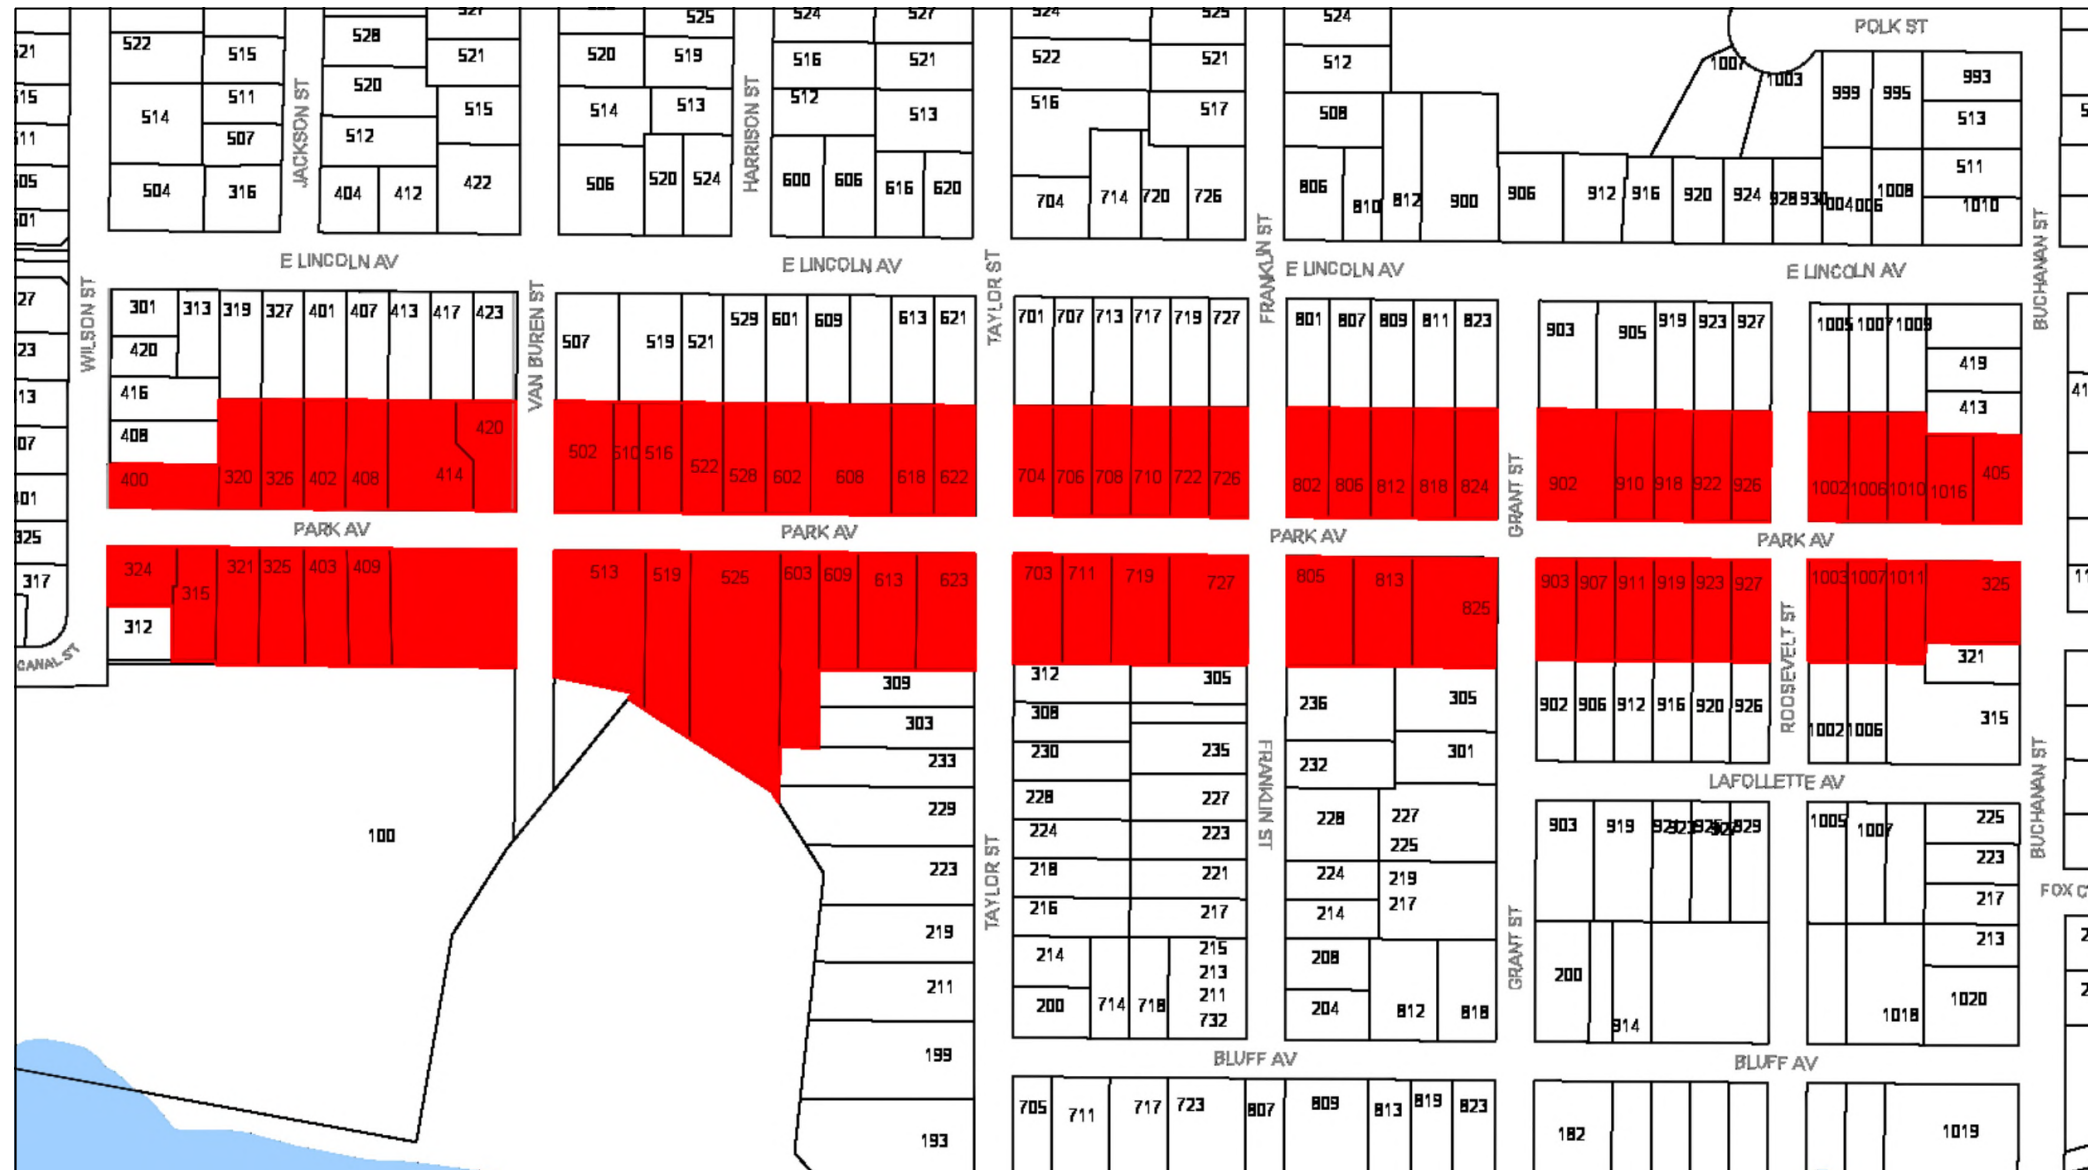 POLK ST
522 515 528 521 520 519 516 521 522 521 512
514 511 520 515 514 513 512 513 516 517 508 999 995 993
507 512 513
504 316 404 412 422 506 520 524 600 606 616 620 704 714 720 726 806 810 812 900 906 912 916 920 924 928 930 1008 511 1010
1007 1003
JACKSON ST
HARRISON ST
E LINCOLN AV
E LINCOLN AV
E LINCOLN AV
E LINCOLN AV
WILSON ST
VAN BUREN ST
TAYLOR ST
FRANKLIN ST
BUCHANAN ST
301 313 319 327 401 407 413 417 423
420
416
408
507 519 521 529 601 609 613 621
701 707 713 717 719 727
801 807 809 811 823
903 905 919 923 927
1005 1007 1009
419
413
400 320 326 402 408 414 420
502 510 516 522 528 602 608 618 622
704 706 708 710 722 726
802 806 812 818 824
902 910 918 922 926
1002 1006 1010 1016 405
GRANT ST
PARK AV
PARK AV
PARK AV
PARK AV
317
324 315 321 325 403 409
312
513 519 525 603 609 613 623
703 711 719 727
805 813 825
903 907 911 919 923 927
1003 1007 1011 325
321
315
CANAL ST
ROOSEVELT ST
309
303
233
229
223
219
211
199
193
312 305
308
230 235
228 227
224 223
218 221
216 217
214 215
213
200 714 718 211
732
236 305
232 301
228 227
225
224 219
214 217
208
204 812 818
902 906 912 916 920 926
1002 1006
LAFOLLETTE AV
903 919 929
1005 1007 225
223
217
213
200 914
1018 1020
100
TAYLOR ST
FRANKLIN ST
GRANT ST
BUCHANAN ST
FOX C
BLUFF AV
BLUFF AV
705 711 717 723 807 809 813 819 823
182 1019